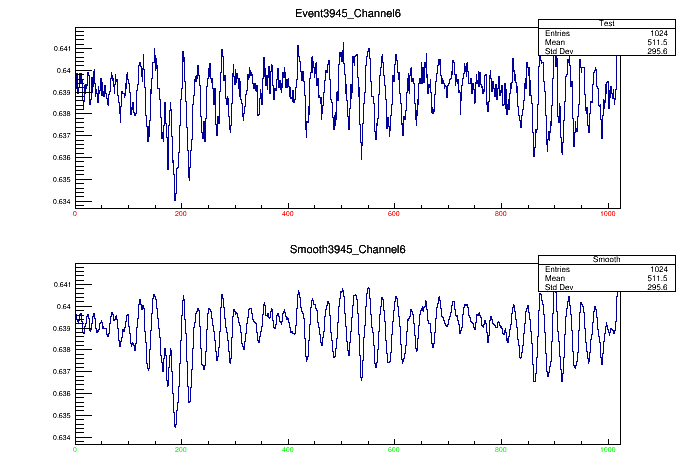 Event3945_Channel6
Test
Entries 1024
Mean 511.5
Std Dev 295.6
0.641
0.64
0.639
0.638
0.637
0.636
0.635
0.634
0 200 400 600 800 1000
Smooth3945_Channel6
Smooth
Entries 1024
Mean 511.5
Std Dev 295.6
0.641
0.64
0.639
0.638
0.637
0.636
0.635
0.634
0 200 400 600 800 1000